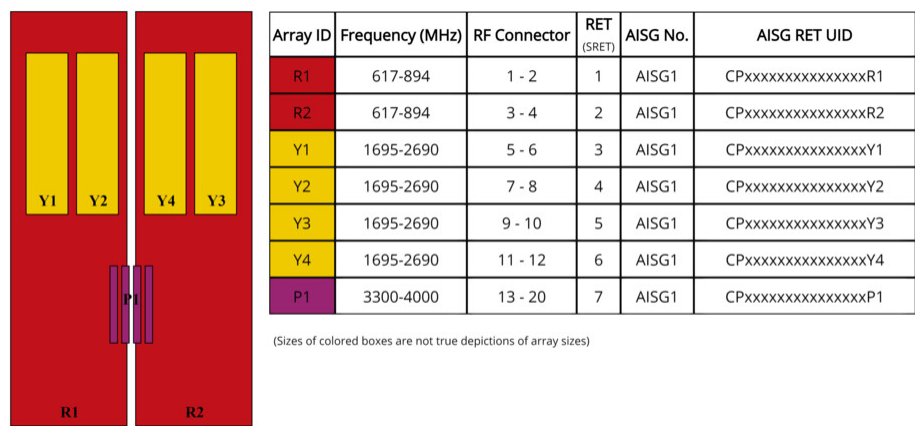 Y1 Y2 Y4 Y3
P1
R1 R2
Array ID Frequency (MHz) RF Connector RET (SRET) AISG No. AISG RET UID
R1 617-894 1 - 2 1 AISG1 CPxxxxxxxxxxxxxxxR1
R2 617-894 3 - 4 2 AISG1 CPxxxxxxxxxxxxxxxR2
Y1 1695-2690 5 - 6 3 AISG1 CPxxxxxxxxxxxxxxxY1
Y2 1695-2690 7 - 8 4 AISG1 CPxxxxxxxxxxxxxxxY2
Y3 1695-2690 9 - 10 5 AISG1 CPxxxxxxxxxxxxxxxY3
Y4 1695-2690 11 - 12 6 AISG1 CPxxxxxxxxxxxxxxxY4
P1 3300-4000 13 - 20 7 AISG1 CPxxxxxxxxxxxxxxxP1
(Sizes of colored boxes are not true depictions of array sizes)